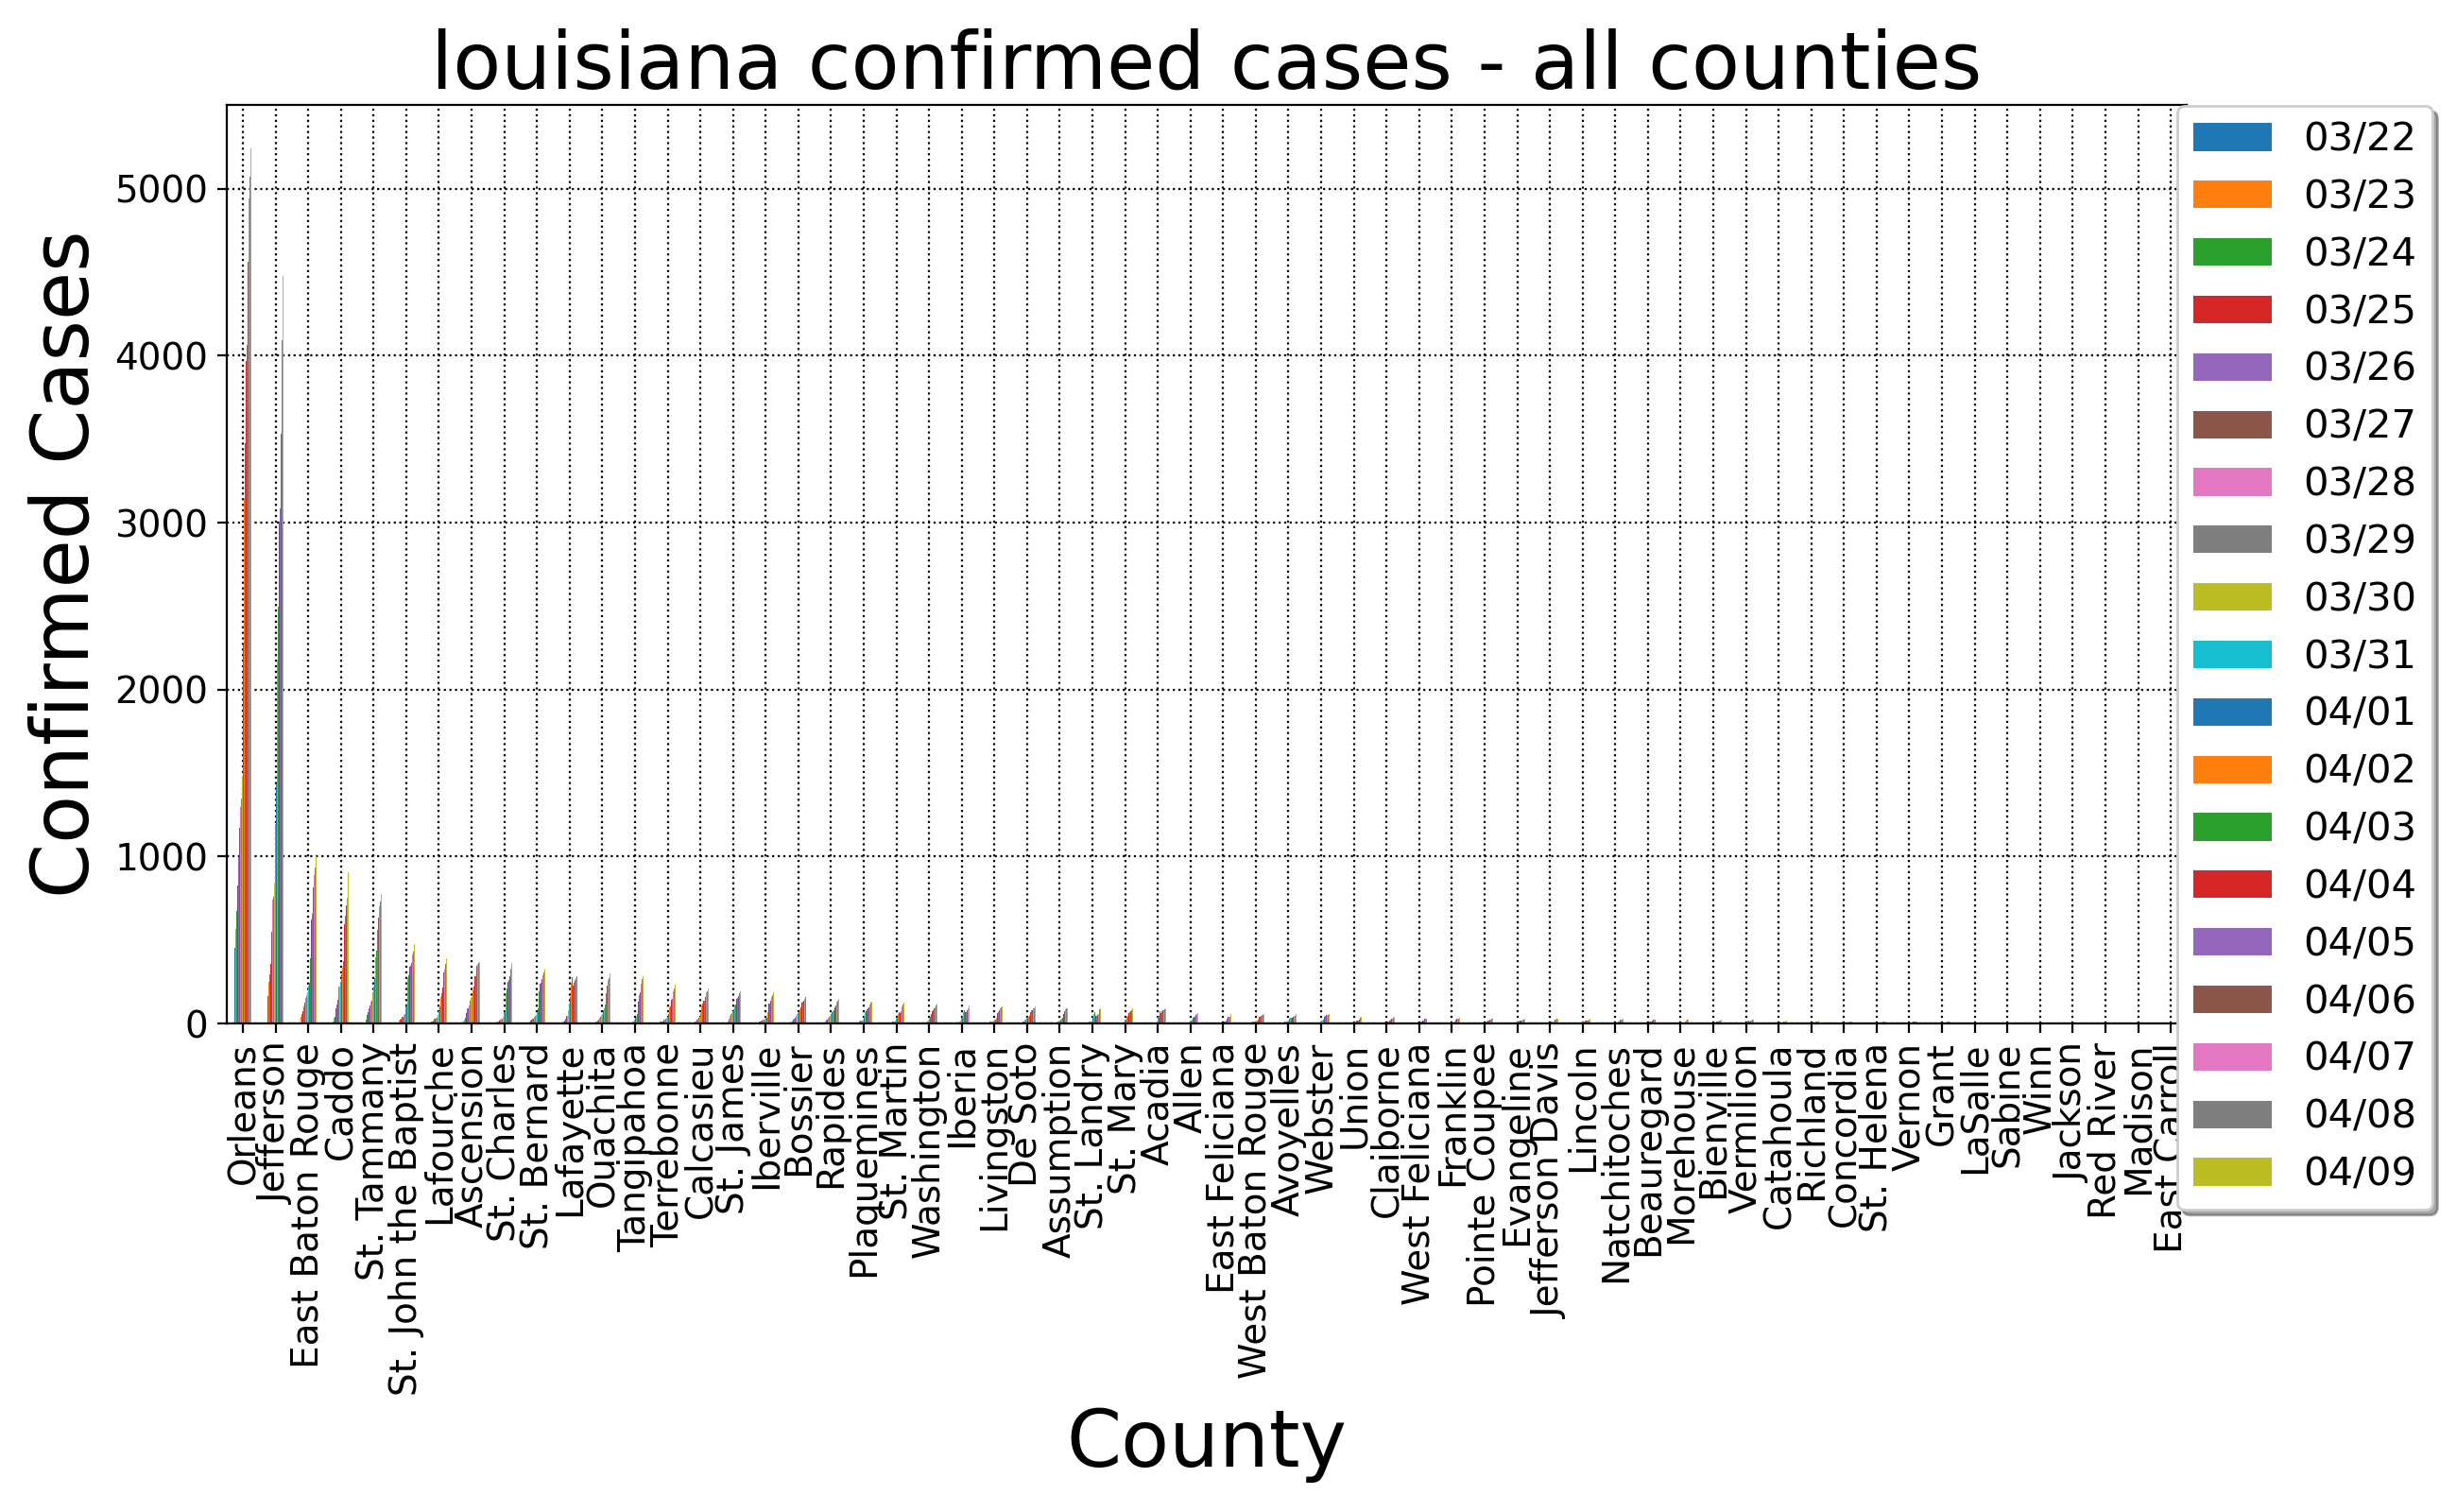 louisiana confirmed cases - all counties
Confirmed Cases
5000
4000
3000
2000
1000
0
Orleans
Jefferson
East Baton Rouge
Caddo
St. Tammany
St. John the Baptist
Lafourche
Ascension
St. Charles
St. Bernard
Lafayette
Ouachita
Tangipahoa
Terrebonne
Calcasieu
St. James
Iberville
Bossier
Rapides
Plaquemines
St. Martin
Washington
Iberia
Livingston
De Soto
Assumption
St. Landry
St. Mary
Acadia
Allen
East Feliciana
West Baton Rouge
Avoyelles
Webster
Union
Claiborne
West Feliciana
Franklin
Pointe Coupee
Evangeline
Jefferson Davis
Lincoln
Natchitoches
Beauregard
Morehouse
Bienville
Vermilion
Catahoula
Richland
Concordia
St. Helena
Vernon
Grant
LaSalle
Sabine
Winn
Jackson
Red River
Madison
East Carroll
County
03/22
03/23
03/24
03/25
03/26
03/27
03/28
03/29
03/30
03/31
04/01
04/02
04/03
04/04
04/05
04/06
04/07
04/08
04/09